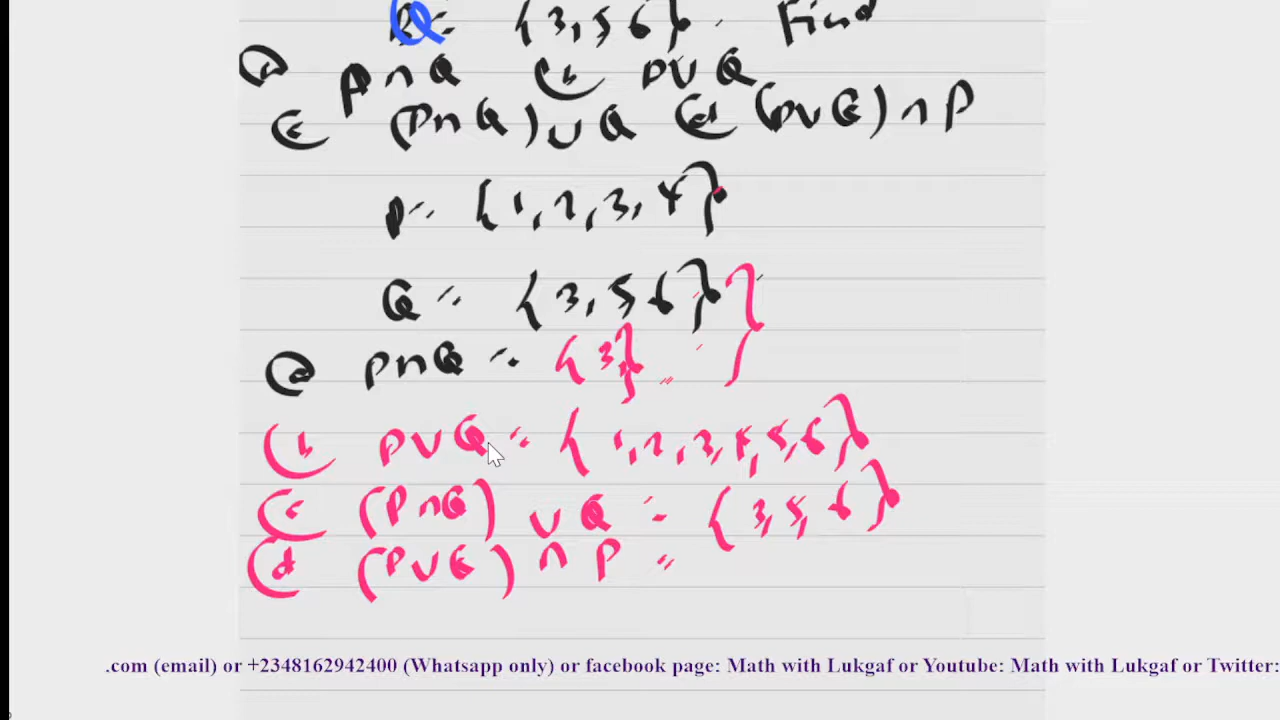 Q = {3, 5, 6}. Find
(a) P∩Q (b) P∪Q
(c) (P∩Q)∪Q (d) (P∪Q)∩P
P = {1, 2, 3, 4}
Q = {3, 5, 6}
(a) P∩Q = {3}
(b) P∪Q = {1, 2, 3, 4, 5, 6}
(c) (P∩Q) ∪ Q = {3, 5, 6}
(d) (P∪Q) ∩ P =
.com (email) or +2348162942400 (Whatsapp only) or facebook page: Math with Lukgaf or Youtube: Math with Lukgaf or Twitter: